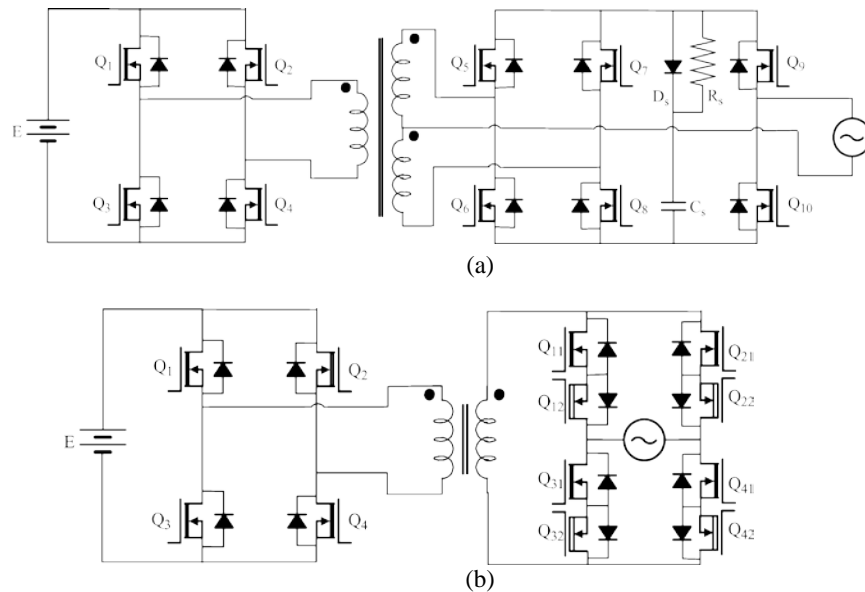 Q1 Q2 Q5 Q7 Q9
E Ds Rs
Q3 Q4 Q6 Q8 Cs Q10
(a)
Q11 Q21
Q1 Q2
Q12 Q22
E
Q31 Q41
Q3 Q4 Q32 Q42
(b)